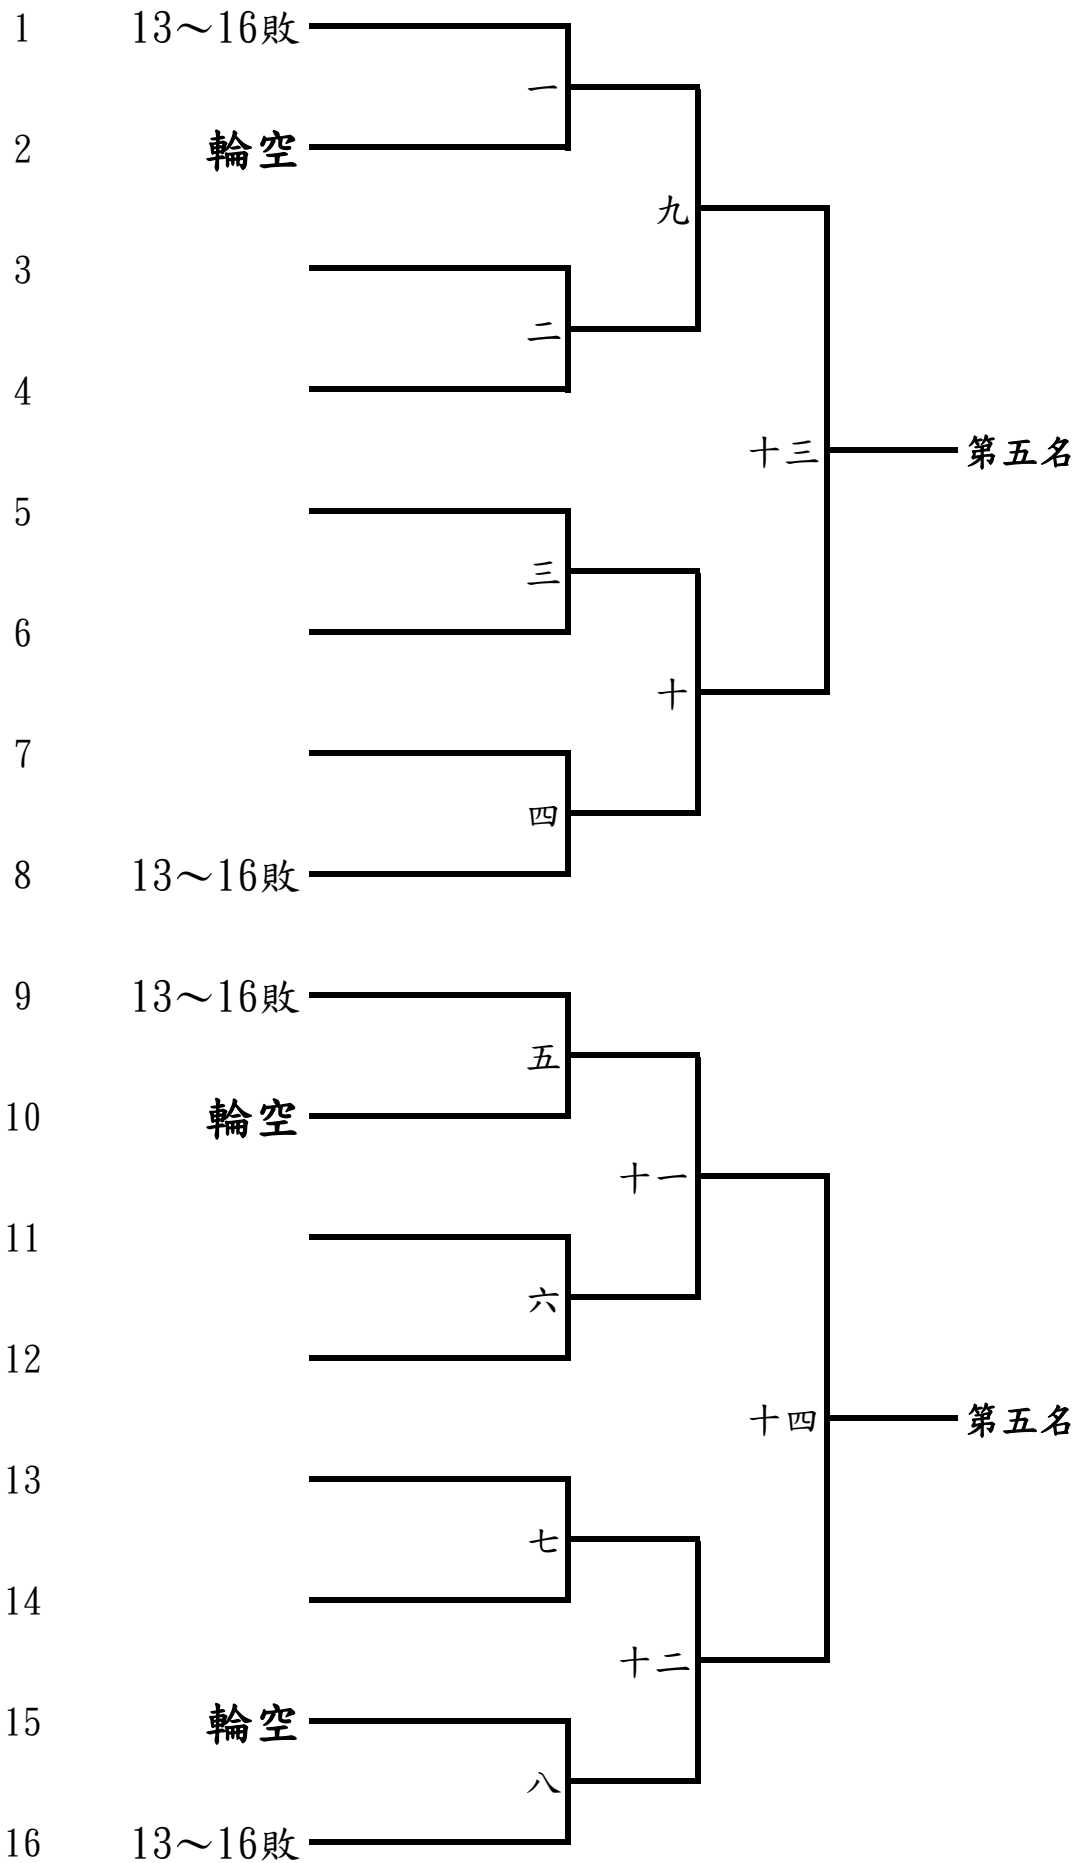 1 13～16敗
一
2 輪空
九
3
二
4
十三 第五名
5
三
6
十
7
四
8 13～16敗
9 13～16敗
五
10 輪空
十一
11
六
12
十四 第五名
13
七
14
十二
15 輪空
八
16 13～16敗